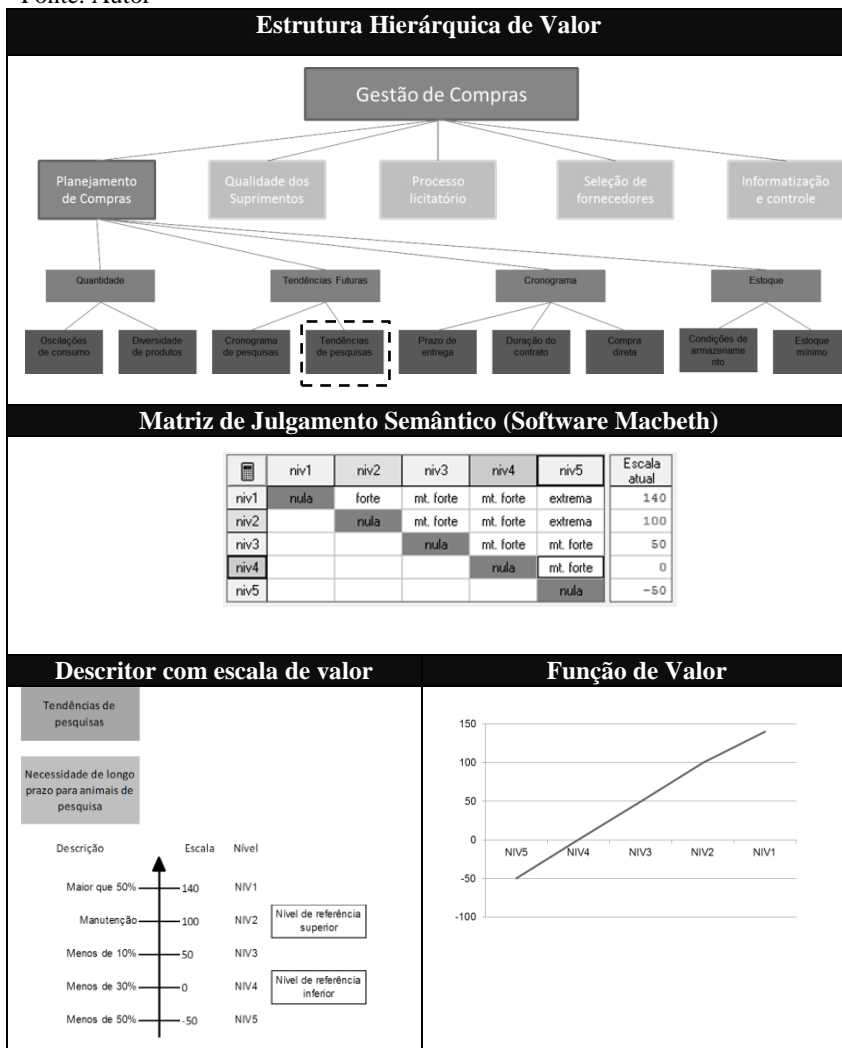 Fonte: Autor
Estrutura Hierárquica de Valor
Gestão de Compras
Planejamento
de Compras
Qualidade dos
Suprimentos
Processo
licitatório
Seleção de
fornecedores
Informatização
e controle
Quantidade
Tendências Futuras
Cronograma
Estoque
Oscilações
de consumo
Diversidade
de produtos
Cronograma
de pesquisas
Tendências
de pesquisas
Prazo de
entrega
Duração do
contrato
Compra
direta
Condições de
armazename
nto
Estoque
mínimo
Matriz de Julgamento Semântico (Software Macbeth)
niv1 niv2 niv3 niv4 niv5 Escala
atual
niv1 nula forte mt. forte mt. forte extrema 140
niv2 nula mt. forte mt. forte extrema 100
niv3 nula mt. forte mt. forte 50
niv4 nula mt. forte 0
niv5 nula -50
Descritor com escala de valor
Tendências de
pesquisas
Necessidade de longo
prazo para animais de
pesquisa
Descrição Escala Nível
Maior que 50% 140 NIV1
Manutenção 100 NIV2 Nível de referência
superior
Menos de 10% 50 NIV3
Menos de 30% 0 NIV4 Nível de referência
inferior
Menos de 50% -50 NIV5
Função de Valor
150
100
50
0
NIV5 NIV4 NIV3 NIV2 NIV1
-50
-100